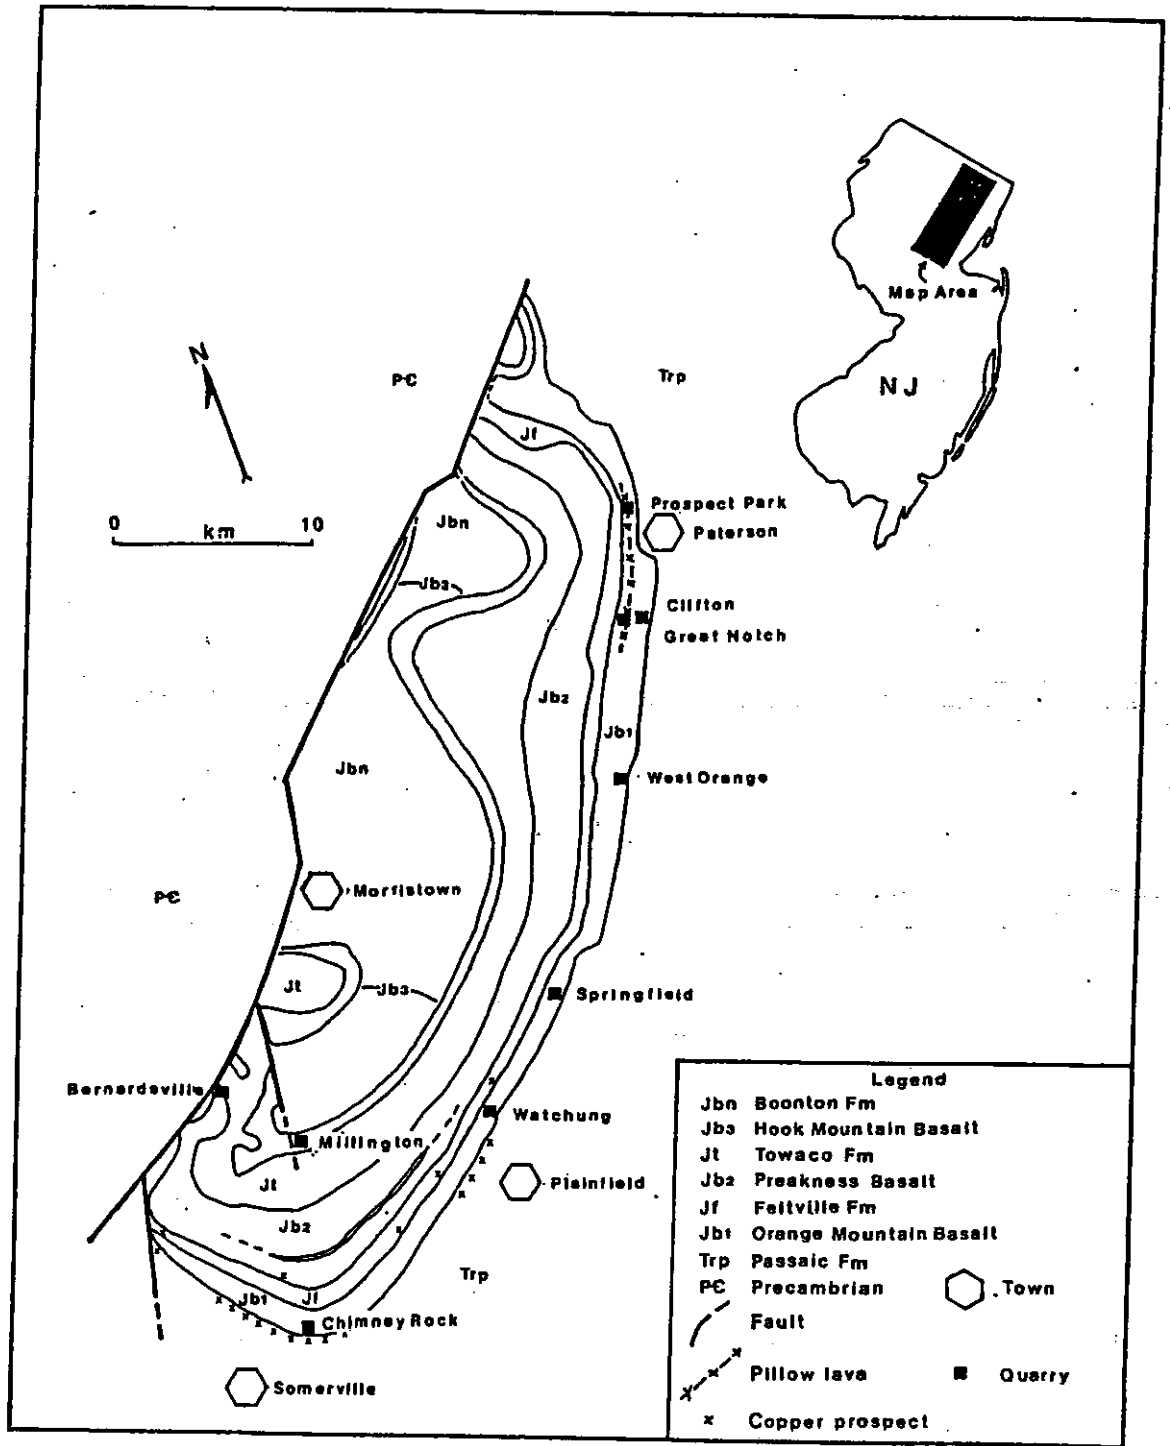 Map Area
NJ
N
PЄ
Trp
Jf
0 km 10
Prospect Park
Paterson
Jbn
Jb3
Clifton
Great Notch
Jb2
Jb1
West Orange
Jbn
Morristown
PЄ
Jt
Jb3
Springfield
Bernardsville
Watchung
Millington
Plainfield
Jt
Jb2
Trp
Jb1
Jf
Chimney Rock
Somerville
Legend
Jbn Boonton Fm
Jb3 Hook Mountain Basalt
Jt Towaco Fm
Jb2 Preakness Basalt
Jf Feltville Fm
Jb1 Orange Mountain Basalt
Trp Passaic Fm
PЄ Precambrian
Town
Fault
Pillow lava
Quarry
x Copper prospect